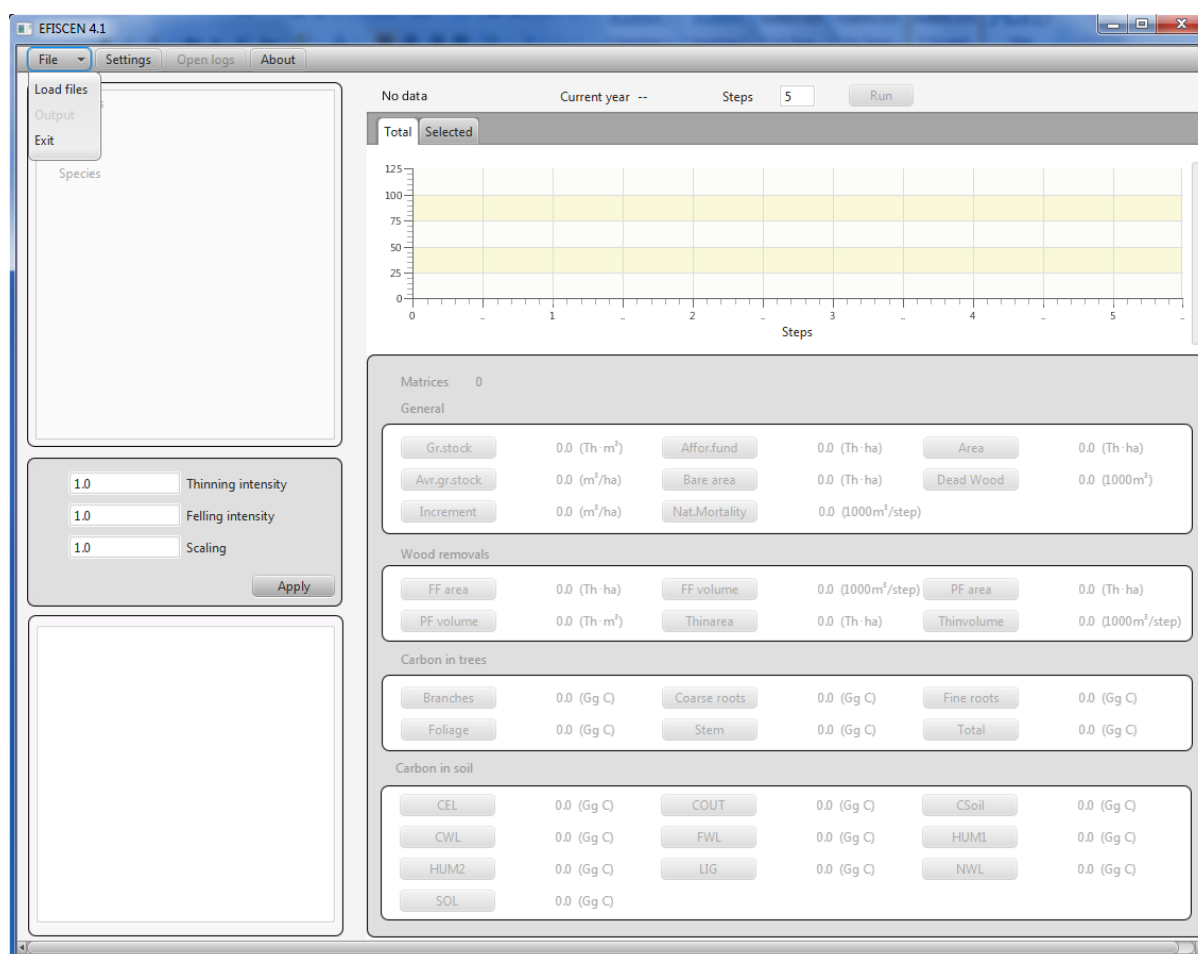 EFISCEN 4.1
File Settings Open logs About
Load files
Output
Exit
Species
No data Current year -- Steps 5 Run
Total Selected
125
100
75
50
25
0
0 .. 1 .. 2 .. 3 .. 4 .. 5 ..
Steps
1.0 Thinning intensity
1.0 Felling intensity
1.0 Scaling
Apply
Matrices 0
General
Gr.stock 0.0 (Th·m³) Affor.fund 0.0 (Th·ha) Area 0.0 (Th·ha)
Avr.gr.stock 0.0 (m³/ha) Bare area 0.0 (Th·ha) Dead Wood 0.0 (1000m³)
Increment 0.0 (m³/ha) Nat.Mortality 0.0 (1000m³/step)
Wood removals
FF area 0.0 (Th·ha) FF volume 0.0 (1000m³/step) PF area 0.0 (Th·ha)
PF volume 0.0 (Th·m³) Thinarea 0.0 (Th·ha) Thinvolume 0.0 (1000m³/step)
Carbon in trees
Branches 0.0 (Gg C) Coarse roots 0.0 (Gg C) Fine roots 0.0 (Gg C)
Foliage 0.0 (Gg C) Stem 0.0 (Gg C) Total 0.0 (Gg C)
Carbon in soil
CEL 0.0 (Gg C) COUT 0.0 (Gg C) CSoil 0.0 (Gg C)
CWL 0.0 (Gg C) FWL 0.0 (Gg C) HUM1 0.0 (Gg C)
HUM2 0.0 (Gg C) LIG 0.0 (Gg C) NWL 0.0 (Gg C)
SOL 0.0 (Gg C)